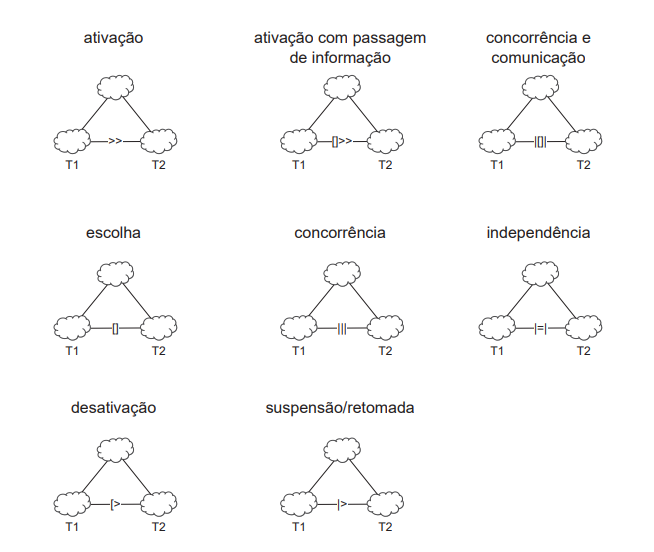 ativação
ativação com passagem
de informação
concorrência e
comunicação
>>
[]>>
|[]|
T1 T2
T1 T2
T1 T2
escolha
concorrência
independência
[]
|||
|=|
T1 T2
T1 T2
T1 T2
desativação
suspensão/retomada
[>
|>
T1 T2
T1 T2